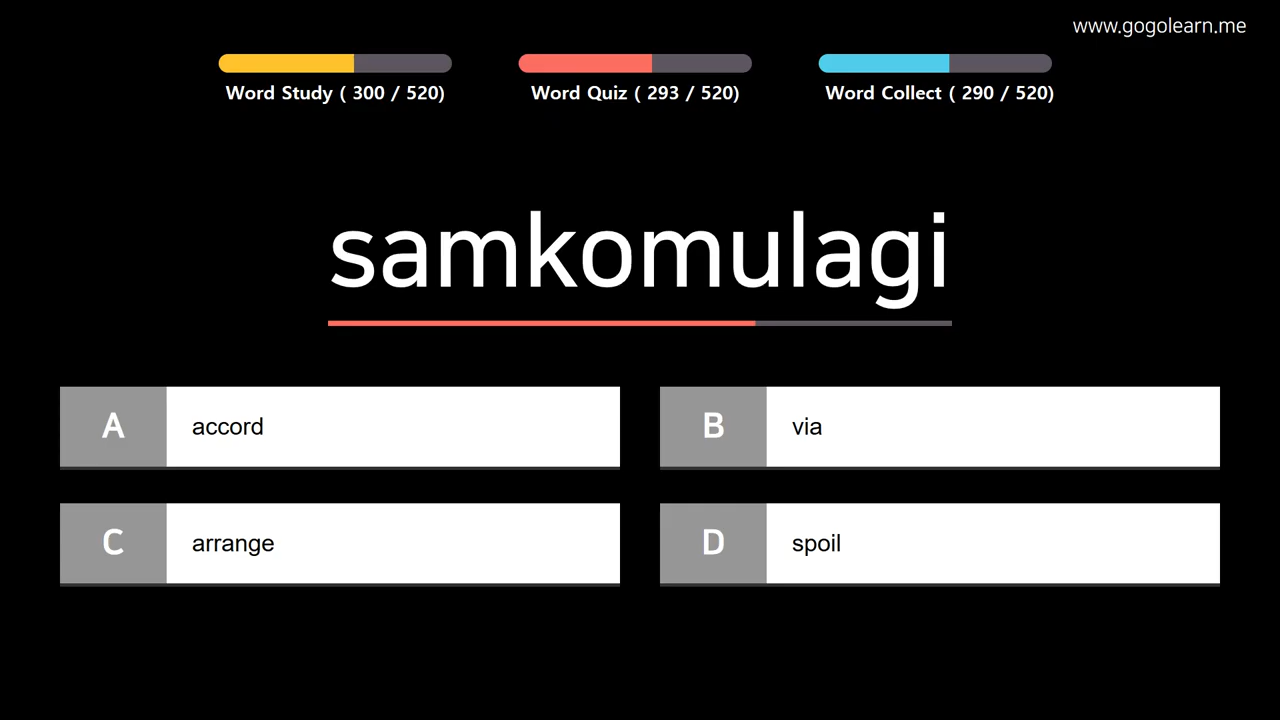 www.gogolearn.me
Word Study ( 300 / 520)
Word Quiz ( 293 / 520)
Word Collect ( 290 / 520)
samkomulagi
A
accord
B
via
C
arrange
D
spoil